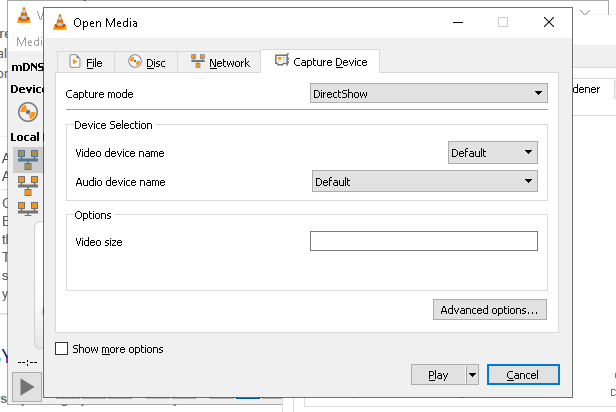 Open Media
Medi
File
Disc
Network
Capture Device
mDNS
Device
Local
dener
Capture mode
DirectShow
Device Selection
Video device name
Default
Audio device name
Default
Options
Video size
Advanced options...
Show more options
--:--
Play
Cancel